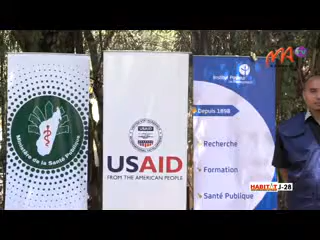 Ministère de la Santé Publique
USAID
FROM THE AMERICAN PEOPLE
USAID
Institut Pasteur
Depuis 1898
Recherche
Formation
Santé Publique
HABITAT J-28